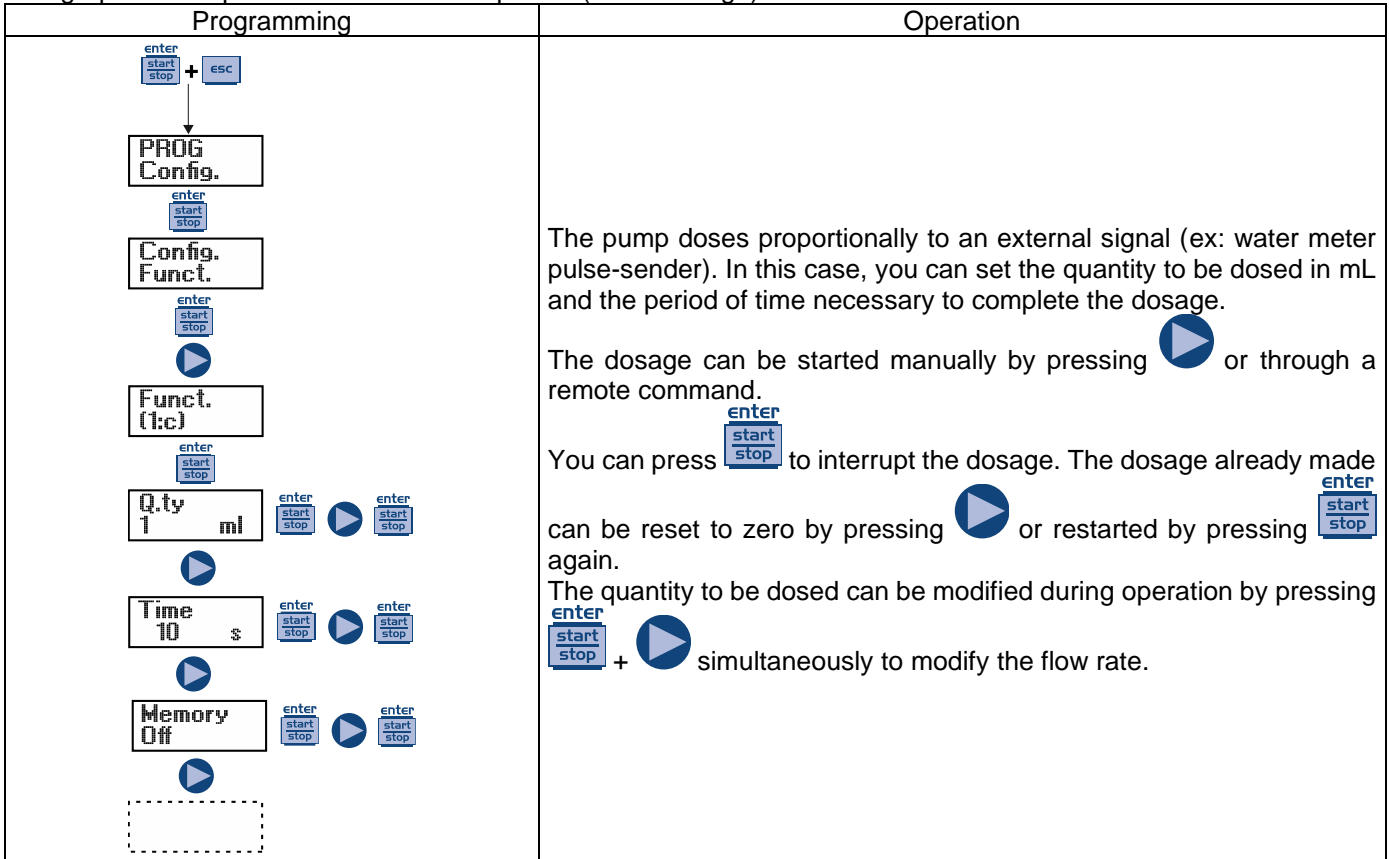 Programming
Operation
enter
start
stop
+
esc
PROG
Config.
enter
start
stop
Config.
Funct.
enter
start
stop
Funct.
(1:c)
enter
start
stop
Q.ty
1 ml
enter
start
stop
enter
start
stop
Time
10 s
enter
start
stop
enter
start
stop
Memory
Off
enter
start
stop
enter
start
stop
The pump doses proportionally to an external signal (ex: water meter
pulse-sender). In this case, you can set the quantity to be dosed in mL
and the period of time necessary to complete the dosage.
The dosage can be started manually by pressing or through a
remote command.
enter
start
You can press stop to interrupt the dosage. The dosage already made
enter
start
can be reset to zero by pressing or restarted by pressing stop
again.
The quantity to be dosed can be modified during operation by pressing
enter
start
stop + simultaneously to modify the flow rate.